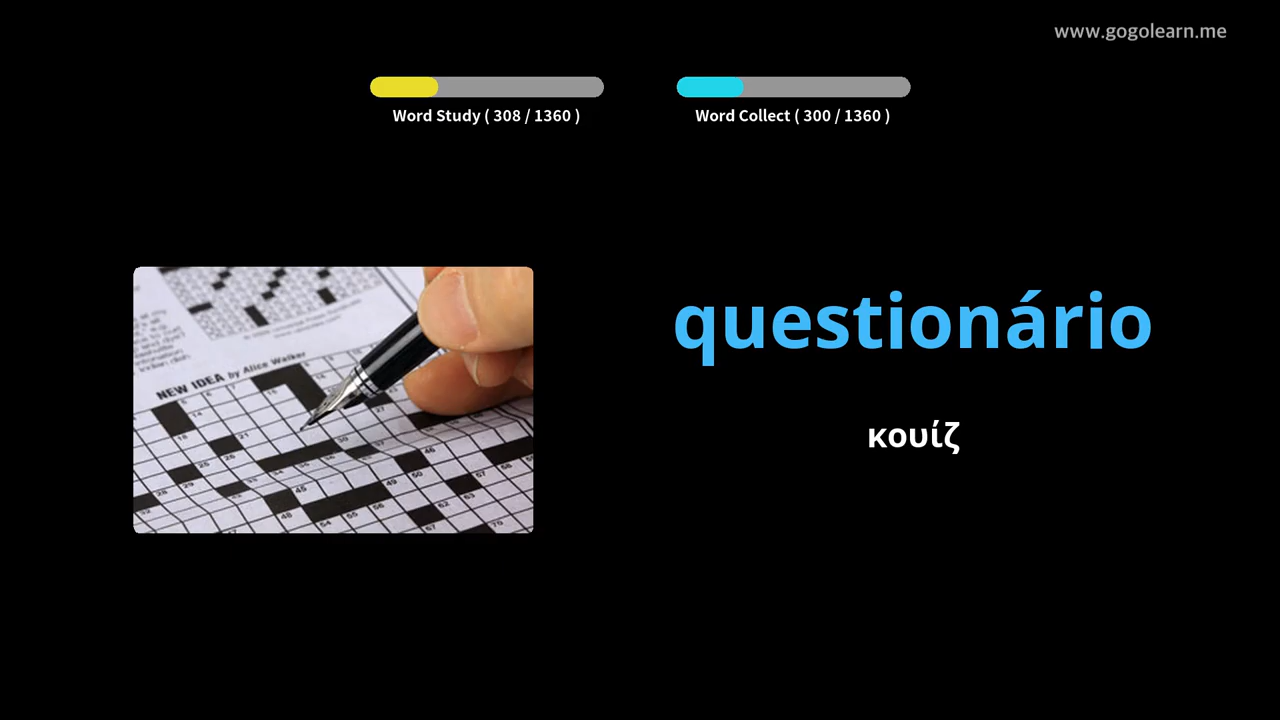 www.gogolearn.me
Word Study ( 308 / 1360 )
Word Collect ( 300 / 1360 )
NEW IDEA by Alice Walker
questionário
κουίζ